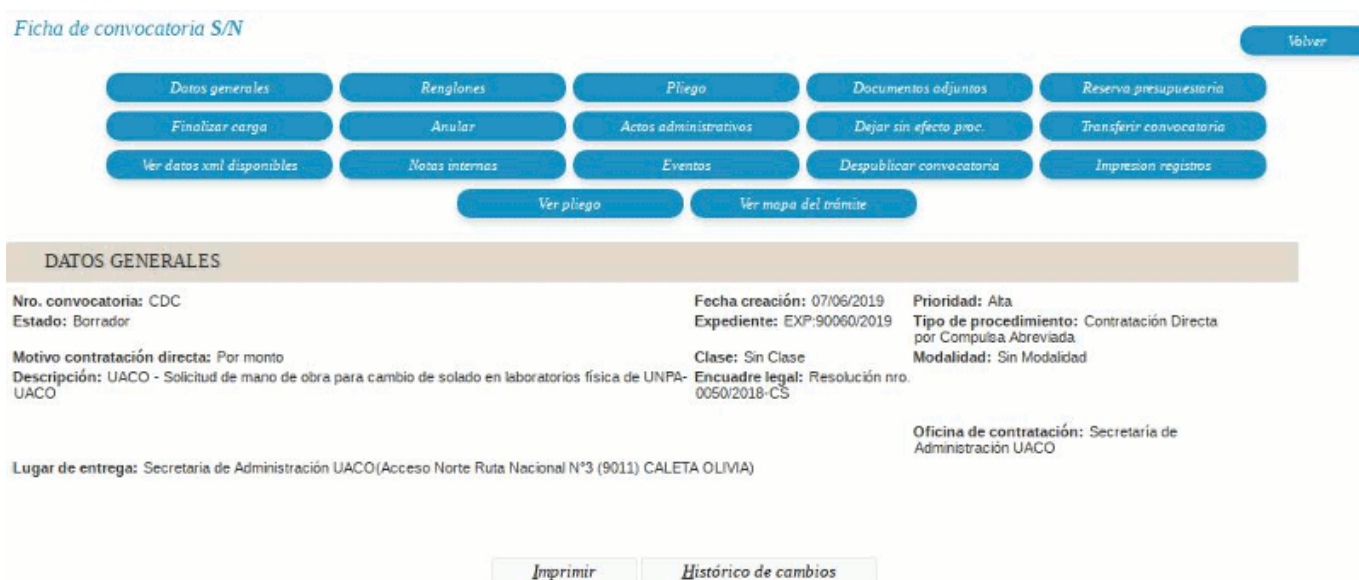 Ficha de convocatoria S/N
Volver
Datos generales Renglones Pliego Documentos adjuntos Reserva presupuestaria
Finalizar carga Anular Actos administrativos Dejar sin efecto proc. Transferir convocatoria
Ver datos xml disponibles Notas internas Eventos Despublicar convocatoria Impresion registros
Ver pliego Ver mapa del trámite
DATOS GENERALES
Nro. convocatoria: CDC Fecha creación: 07/06/2019 Prioridad: Alta
Estado: Borrador Expediente: EXP:90060/2019 Tipo de procedimiento: Contratación Directa
por Compulsa Abreviada
Motivo contratación directa: Por monto Clase: Sin Clase Modalidad: Sin Modalidad
Descripción: UACO - Solicitud de mano de obra para cambio de solado en laboratorios física de UNPA- Encuadre legal: Resolución nro.
UACO 0050/2018-CS
Oficina de contratación: Secretaría de
Administración UACO
Lugar de entrega: Secretaria de Administración UACO(Acceso Norte Ruta Nacional N°3 (9011) CALETA OLIVIA)
Imprimir Histórico de cambios